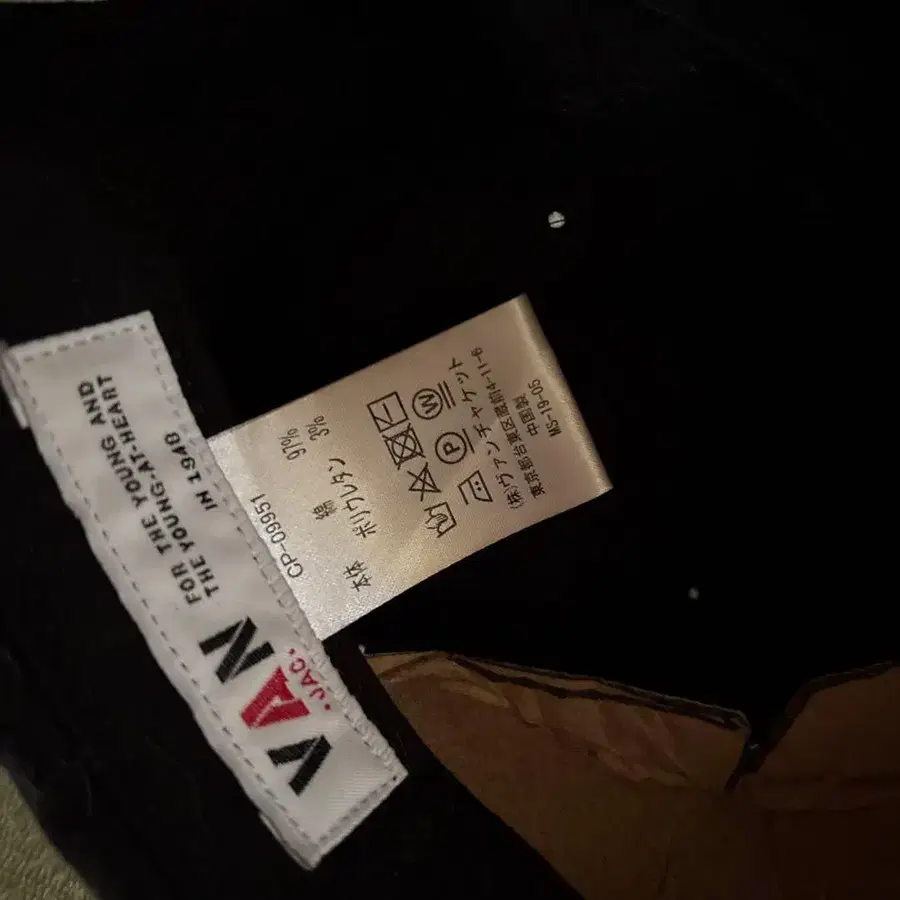 VAN
.JAC.
FOR THE YOUNG AND
THE YOUNG-AT-HEART
IN 1948
CP-09951
本体 綿 97%
ポリウレタン 3%
(株)ヴァンヂャケット
東京都台東区蔵前4-11-6
中国製
MS-19-05
P
W